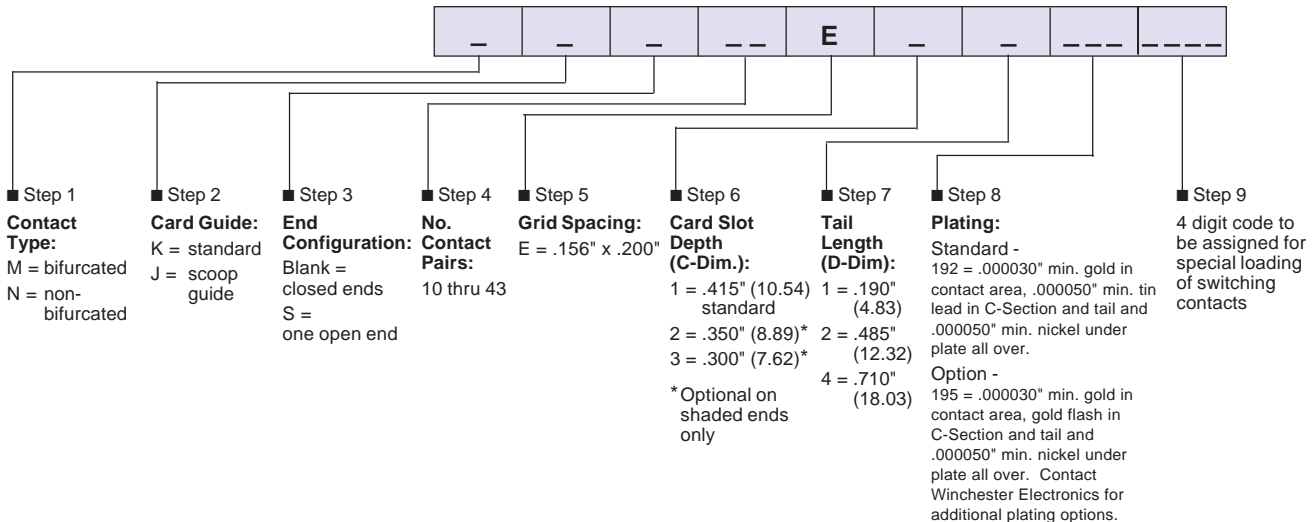 _ _ _ _ _ E _ _ _ _ _ _ _ _ _
■ Step 1
Contact
Type:
M = bifurcated
N = non-
bifurcated
■ Step 2
Card Guide:
K = standard
J = scoop
guide
■ Step 3
End
Configuration:
Blank =
closed ends
S =
one open end
■ Step 4
No.
Contact
Pairs:
10 thru 43
■ Step 5
Grid Spacing:
E = .156" x .200"
■ Step 6
Card Slot
Depth
(C-Dim.):
1 = .415" (10.54)
standard
2 = .350" (8.89)*
3 = .300" (7.62)*
*Optional on
shaded ends
only
■ Step 7
Tail
Length
(D-Dim):
1 = .190"
(4.83)
2 = .485"
(12.32)
4 = .710"
(18.03)
■ Step 8
Plating:
Standard -
192 = .000030" min. gold in
contact area, .000050" min. tin
lead in C-Section and tail and
.000050" min. nickel under
plate all over.
Option -
195 = .000030" min. gold in
contact area, gold flash in
C-Section and tail and
.000050" min. nickel under
plate all over. Contact
Winchester Electronics for
additional plating options.
■ Step 9
4 digit code to
be assigned for
special loading
of switching
contacts